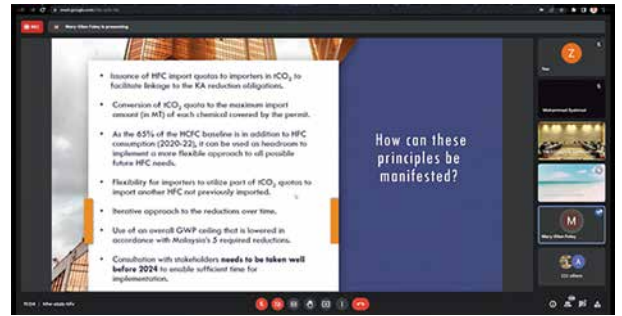 meet.google.com
REC
Mary Ellen Foley is presenting
• Issuance of HFC import quotas to importers in tCO₂ to
facilitate linkage to the KA reduction obligations.
• Conversion of tCO₂ quota to the maximum import
amount (in MT) of each chemical covered by the permit.
• As the 65% of the HCFC baseline is in addition to HFC
consumption (2020-22), it can be used as headroom to
implement a more flexible approach to all possible
future HFC needs.
• Flexibility for importers to utilize part of tCO₂ quotas to
import another HFC not previously imported.
• Iterative approach to the reductions over time.
• Use of an overall GWP ceiling that is lowered in
accordance with Malaysia's 5 required reductions.
• Consultation with stakeholders needs to be taken well
before 2024 to enable sufficient time for
implementation.
How can these
principles be
manifested?
Z
You
Mohammad Syahrizal
M
Mary Ellen Foley
A
others